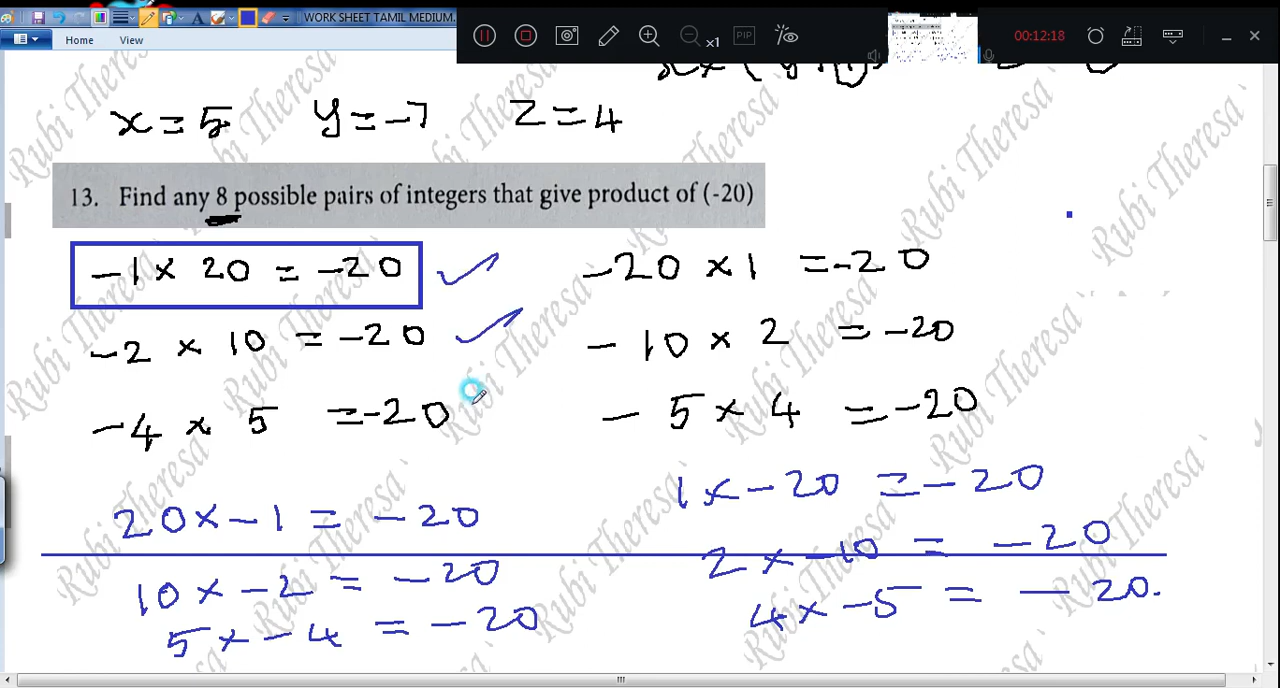 WORK SHEET TAMIL MEDIUM.
Home View
x1 PIP 00:12:18
x = 5 y = -7 z = 4
13. Find any 8 possible pairs of integers that give product of (-20)
-1 x 20 = -20 -20 x 1 = -20
-2 x 10 = -20 -10 x 2 = -20
-4 x 5 = -20 -5 x 4 = -20
20 x -1 = -20 1 x -20 = -20
10 x -2 = -20 2 x -10 = -20
5 x -4 = -20 4 x -5 = -20.
Rubi Theresa